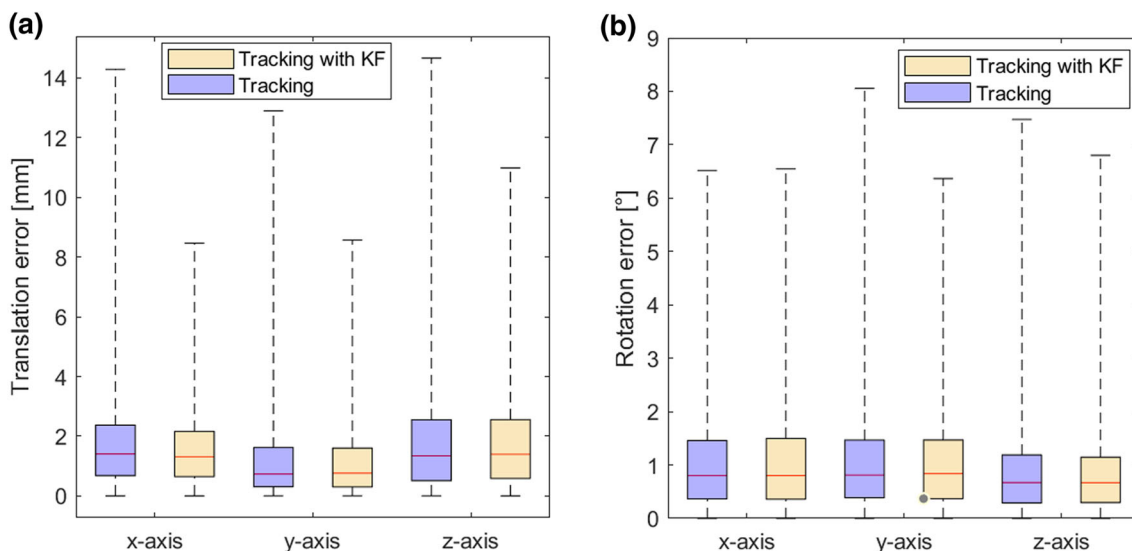 (a)
Translation error [mm]
14
12
10
8
6
4
2
0
Tracking with KF
Tracking
x-axis y-axis z-axis
(b)
Rotation error [°]
9
8
7
6
5
4
3
2
1
0
Tracking with KF
Tracking
x-axis y-axis z-axis